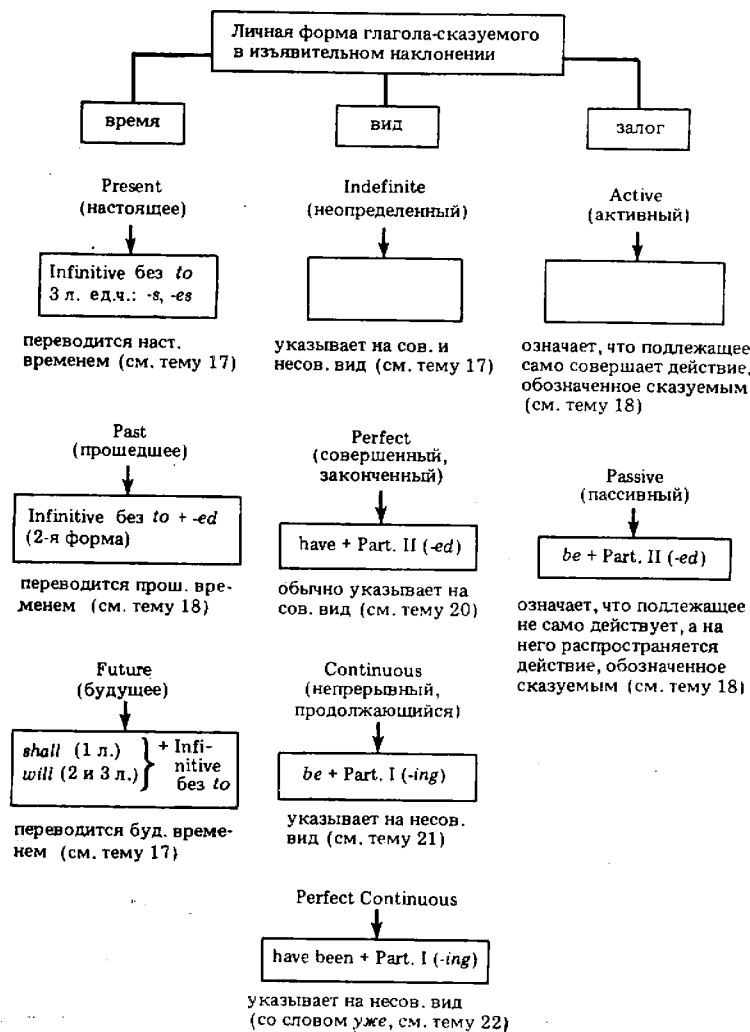 Личная форма глагола-сказуемого
в изъявительном наклонении
время
вид
залог
Present
(настоящее)
Infinitive без to
3 л. ед.ч.: -s, -es
переводится наст.
временем (см. тему 17)
Past
(прошедшее)
Infinitive без to + -ed
(2-я форма)
переводится прош. вре-
менем (см. тему 18)
Future
(будущее)
shall (1 л.)
will (2 и 3 л.)
} + Infi-
nitive
без to
переводится буд. време-
нем (см. тему 17)
Indefinite
(неопределенный)
указывает на сов. и
несов. вид (см. тему 17)
Perfect
(совершенный,
законченный)
have + Part. II (-ed)
обычно указывает на
сов. вид (см. тему 20)
Continuous
(непрерывный,
продолжающийся)
be + Part. I (-ing)
указывает на несов.
вид (см. тему 21)
Perfect Continuous
have been + Part. I (-ing)
указывает на несов. вид
(со словом уже, см. тему 22)
Active
(активный)
означает, что подлежащее
само совершает действие,
обозначенное сказуемым
(см. тему 18)
Passive
(пассивный)
be + Part. II (-ed)
означает, что подлежащее
не само действует, а на
него распространяется
действие, обозначенное
сказуемым (см. тему 18)